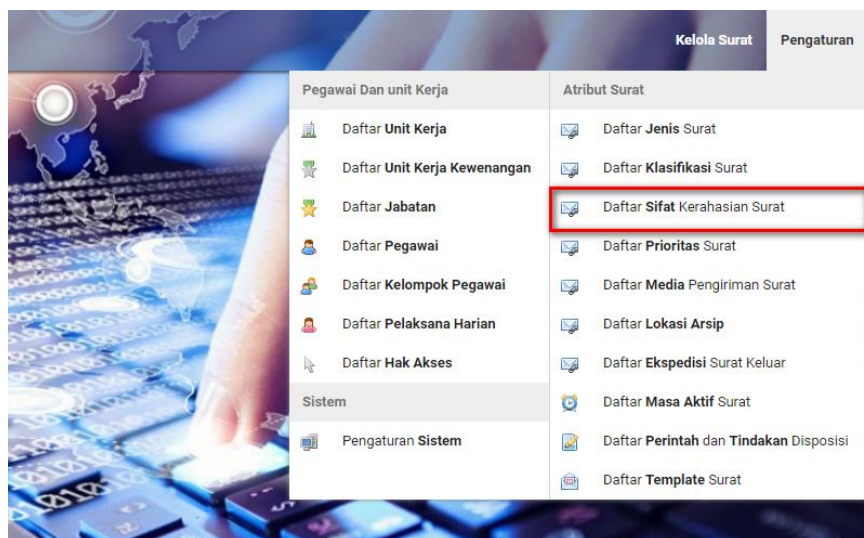 Kelola Surat
Pengaturan
Pegawai Dan unit Kerja
Daftar Unit Kerja
Daftar Unit Kerja Kewenangan
Daftar Jabatan
Daftar Pegawai
Daftar Kelompok Pegawai
Daftar Pelaksana Harian
Daftar Hak Akses
Sistem
Pengaturan Sistem
Atribut Surat
Daftar Jenis Surat
Daftar Klasifikasi Surat
Daftar Sifat Kerahasian Surat
Daftar Prioritas Surat
Daftar Media Pengiriman Surat
Daftar Lokasi Arsip
Daftar Ekspedisi Surat Keluar
Daftar Masa Aktif Surat
Daftar Perintah dan Tindakan Disposisi
Daftar Template Surat